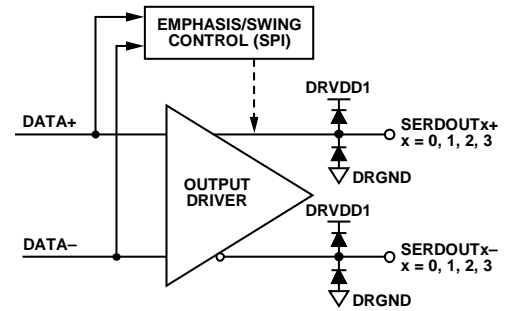 EMPHASIS/SWING
CONTROL (SPI)
DRVDD1
DATA+
SERDOUTx+
x = 0, 1, 2, 3
OUTPUT
DRIVER
DRGND
DRVDD1
DATA–
SERDOUTx–
x = 0, 1, 2, 3
DRGND